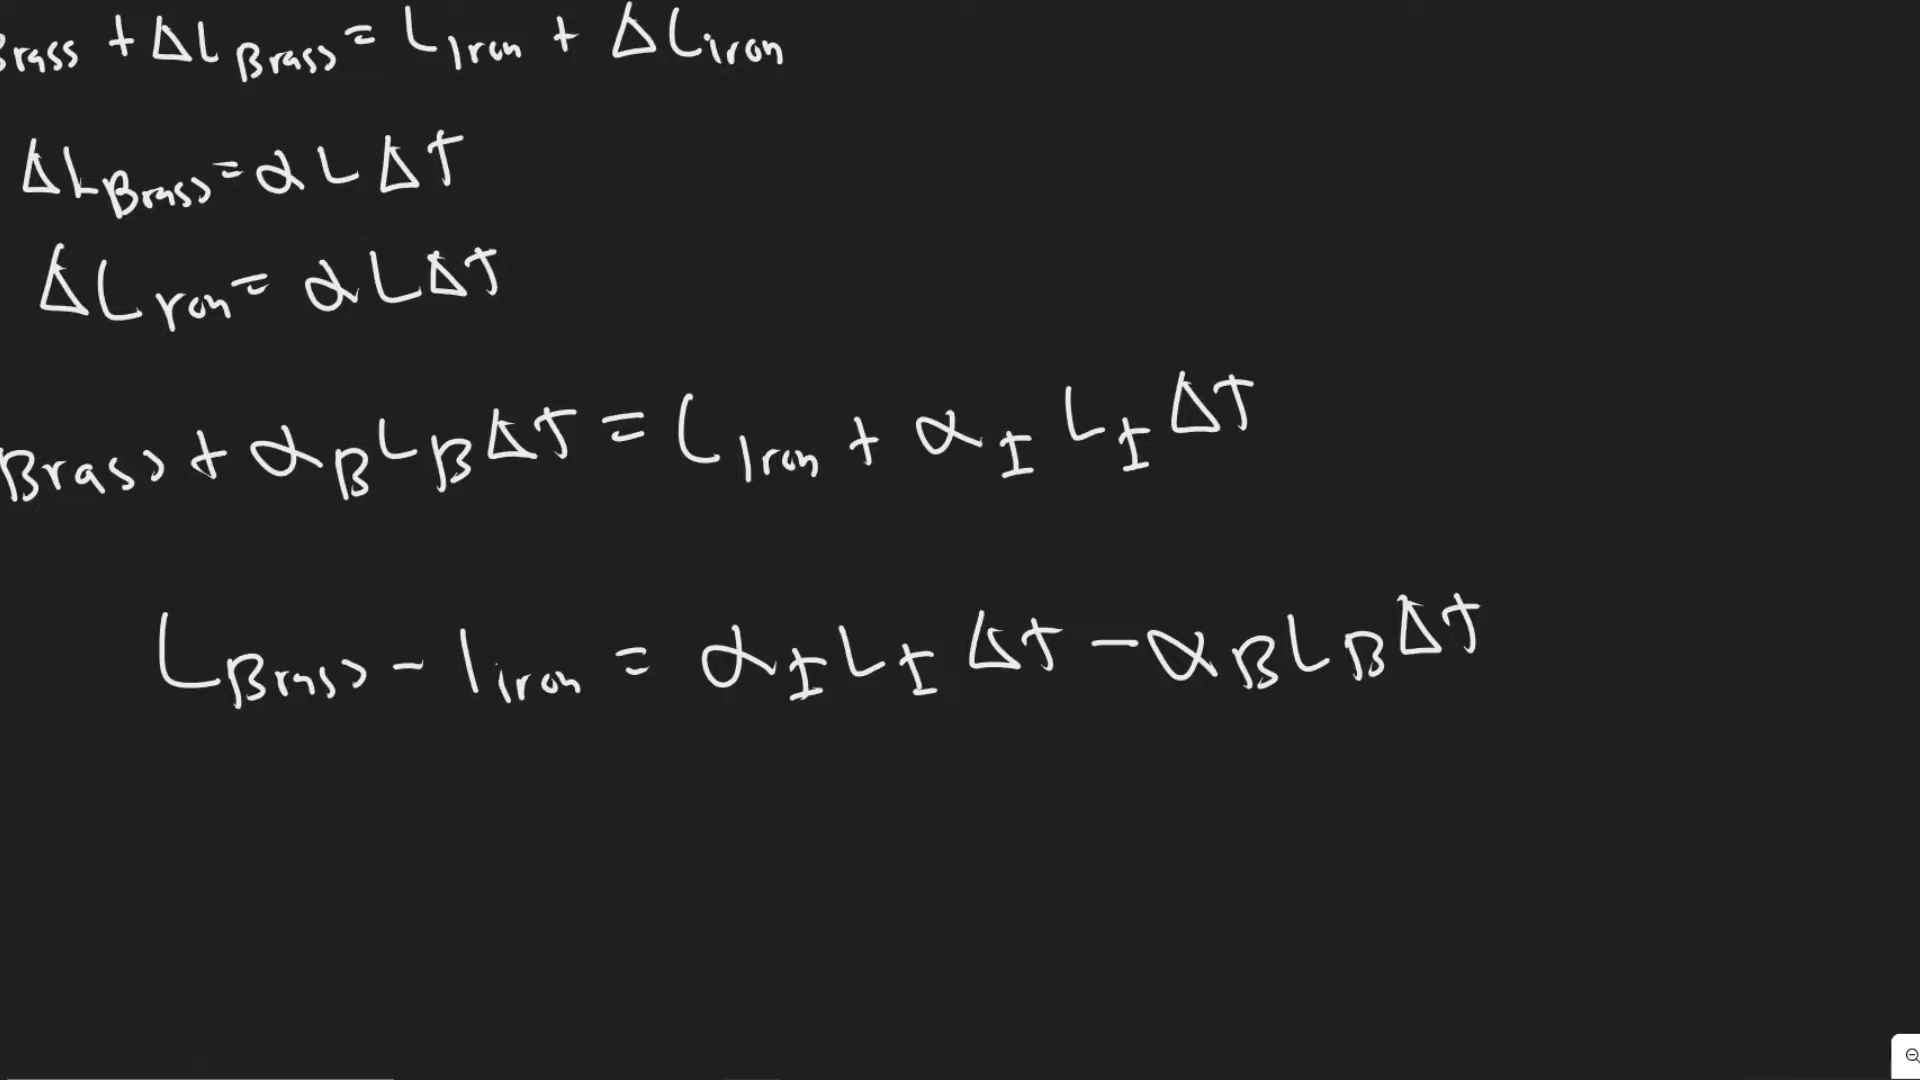 Brass + ΔL Brass = L Iron + ΔL iron
ΔL Brass = α L ΔT
ΔL ron = α L ΔT
Brass + α B L B ΔT = L Iron + α I L I ΔT
L Brass - l iron = α I L I ΔT - α B L B ΔT